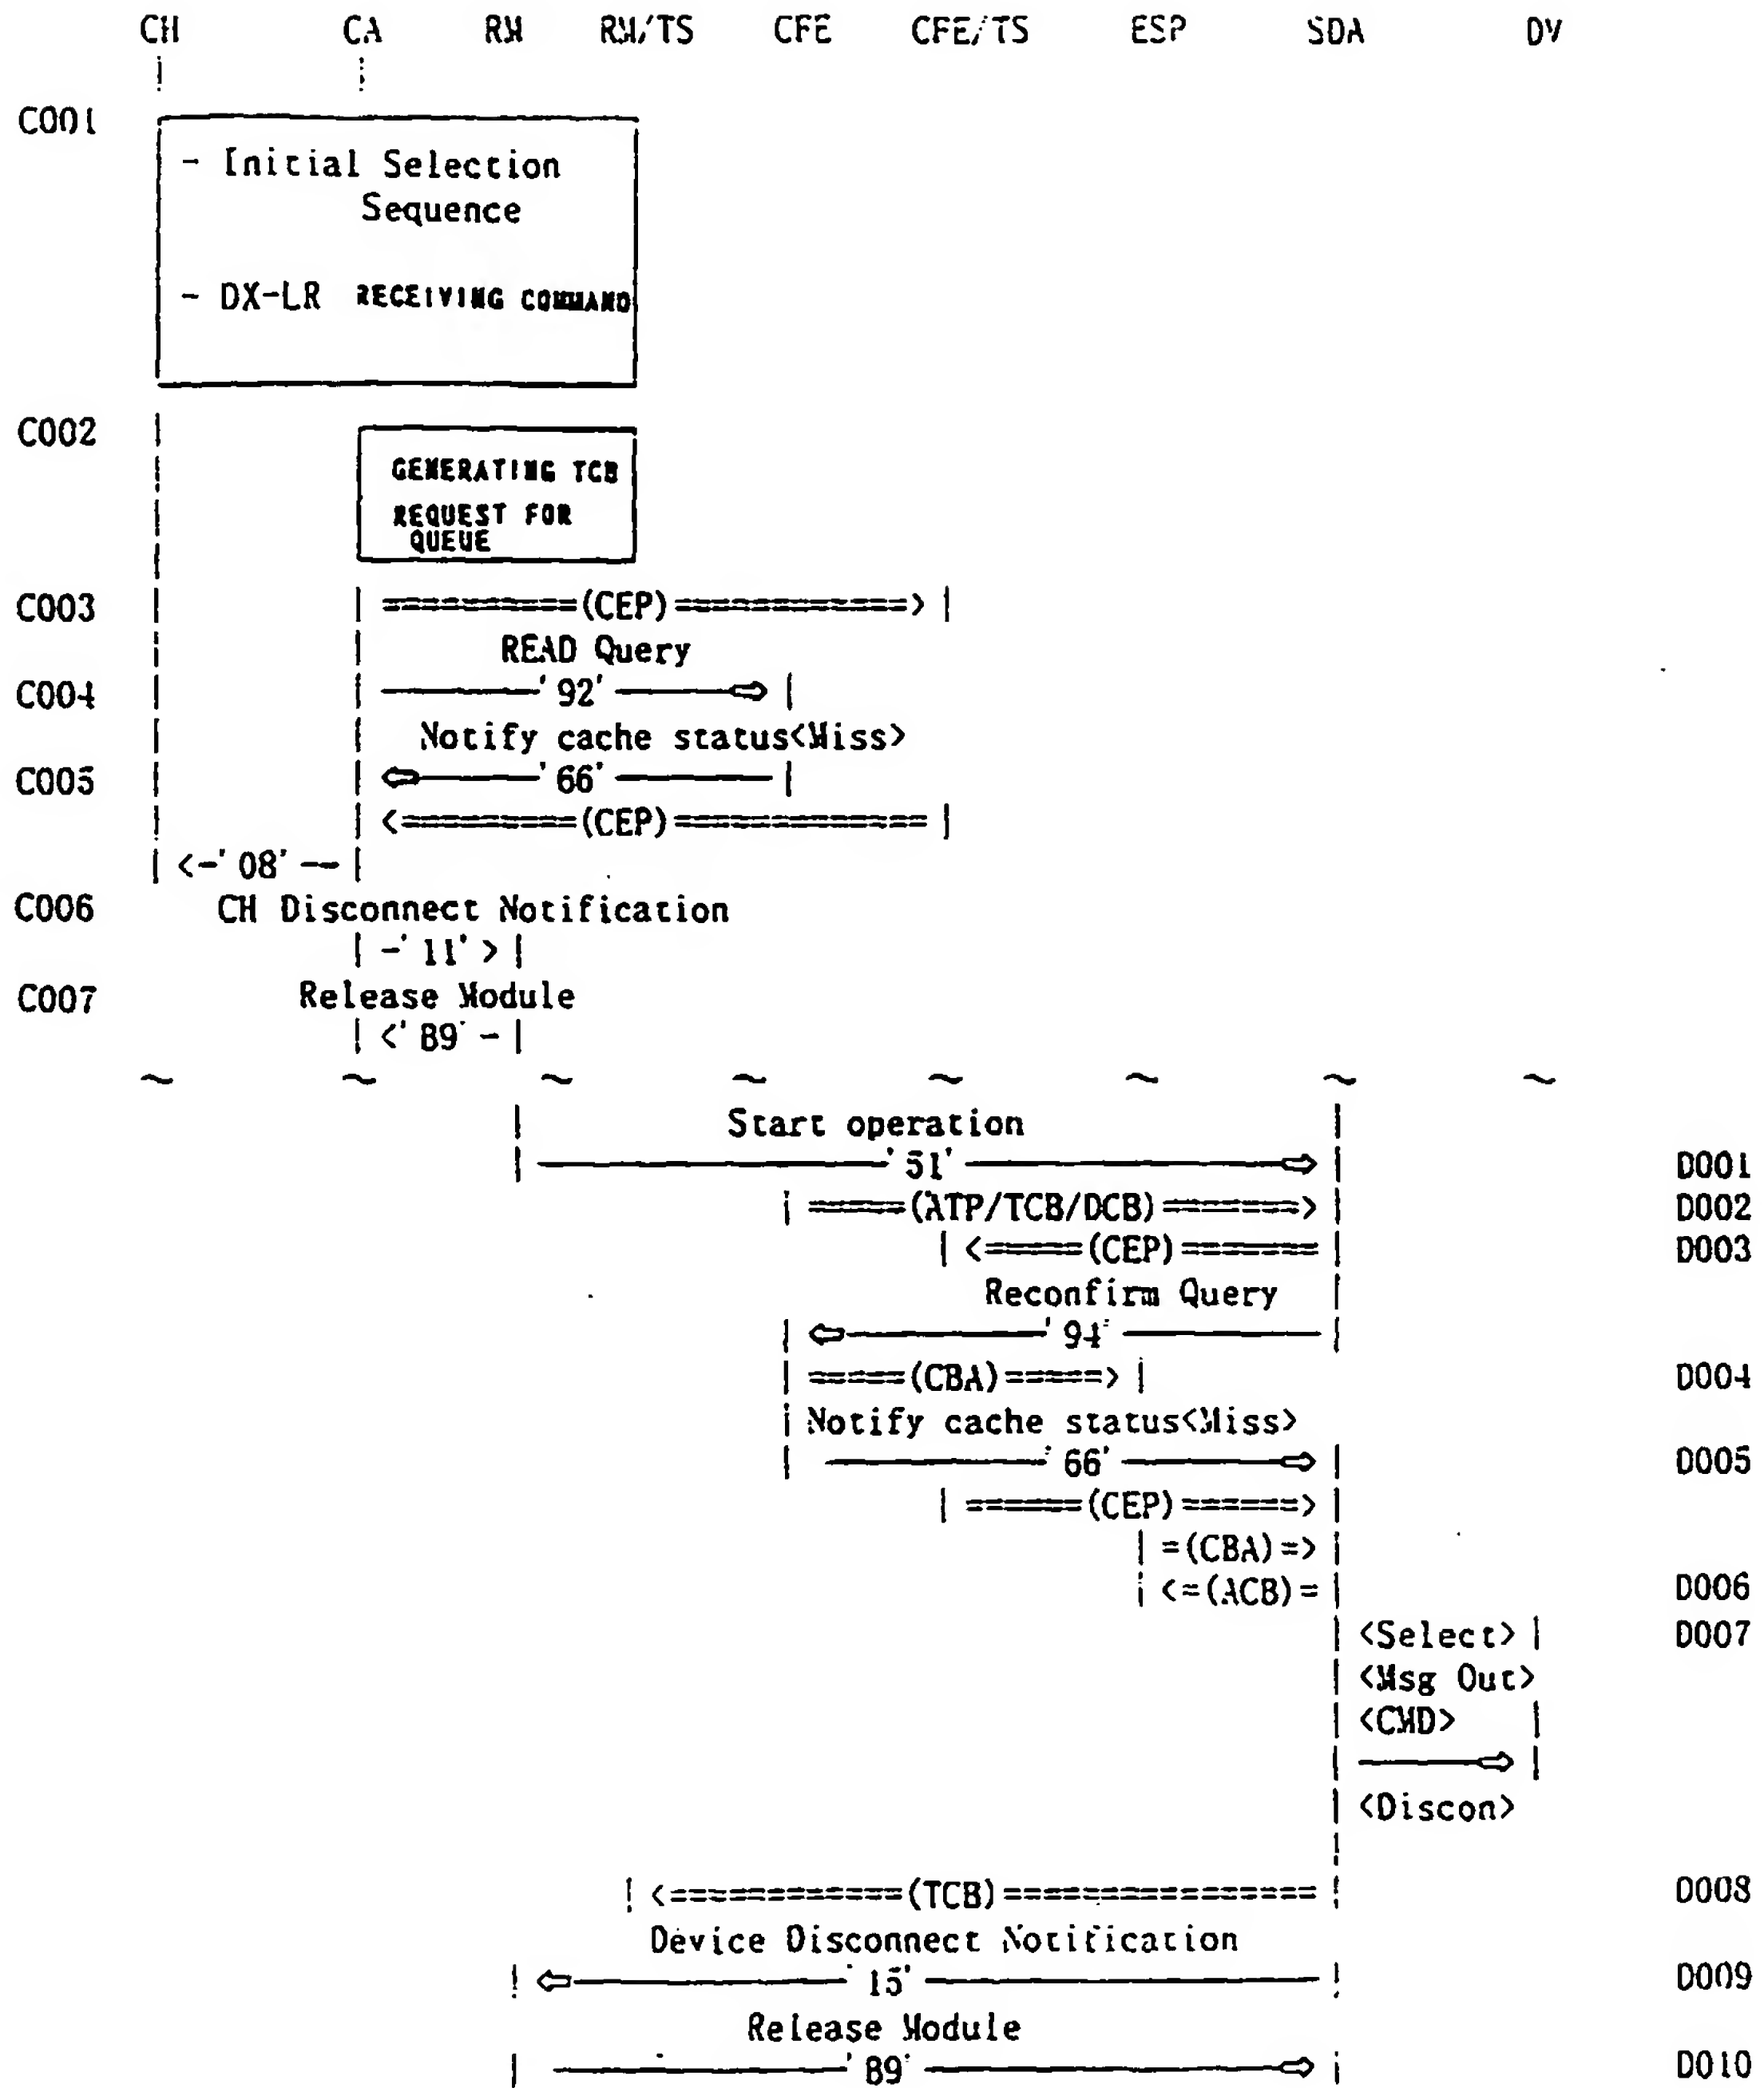 CH CA RM RM/TS CFE CFE/TS ESP SDA DV
C001
- Initial Selection
Sequence
- DX-LR RECEIVING COMMAND
C002
GENERATING TCB
REQUEST FOR
QUEUE
C003 | =========(CEP)===========> |
READ Query
C004 '92'
Notify cache status<Miss>
C005 '66'
| <=========(CEP)============ |
| <-'08'-- |
C006 CH Disconnect Notification
| -'11' > |
C007 Release Module
| <'89' - |
~ ~ ~ ~ ~ ~ ~ ~
Start operation
'51' D001
| ======(ATP/TCB/DCB)=======> | D002
| <=====(CEP)======= | D003
Reconfirm Query
'94'
| =====(CBA)=====> | D004
Notify cache status<Miss>
'66' D005
| ======(CEP)======> |
| =(CBA)=> |
| <=(ACB)= | D006
<Select> D007
<Msg Out>
<CMD>
<Discon>
| <============(TCB)================ | D008
Device Disconnect Notification
'15' D009
Release Module
'89' D010